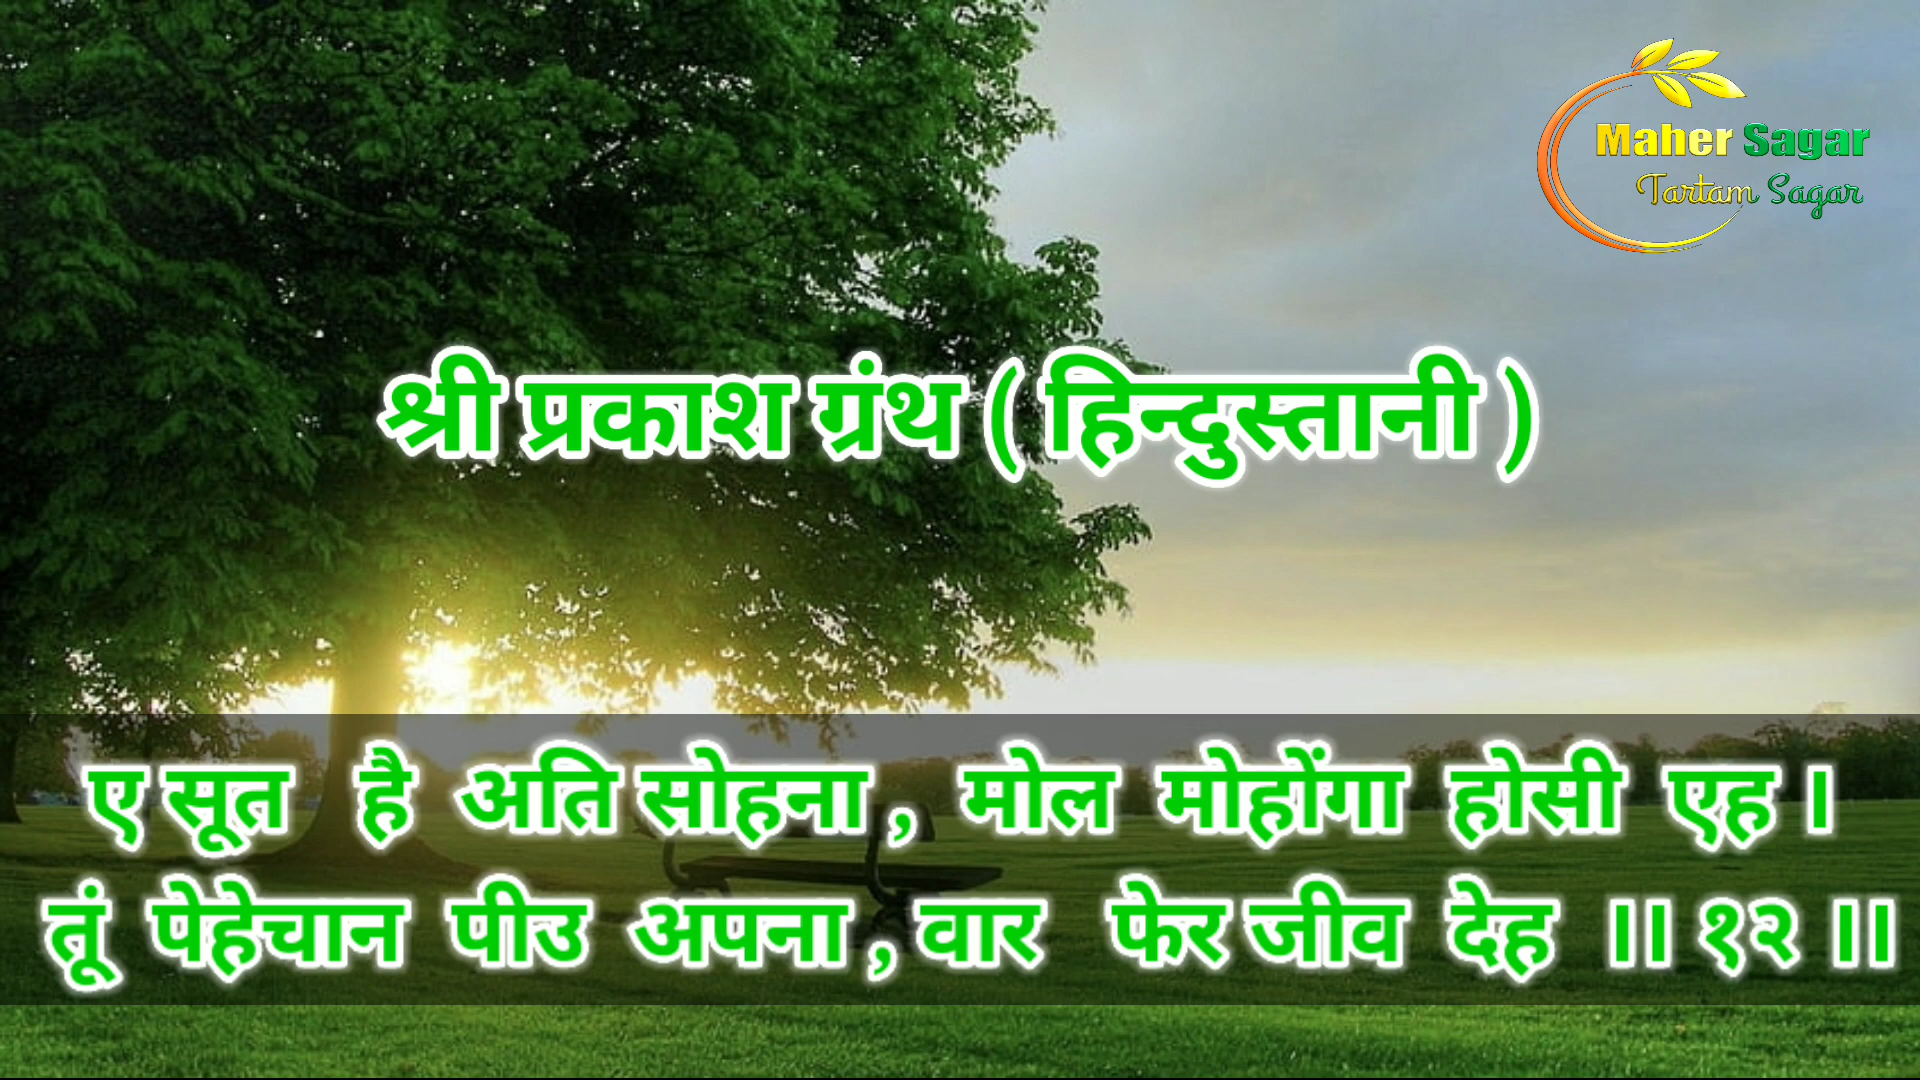 Maher Sagar
Tartam Sagar
श्री प्रकाश ग्रंथ ( हिन्दुस्तानी )
ए सूत है अति सोहना , मोल मोहोंगा होसी एह ।
तूं पेहेचान पीउ अपना , वार फेर जीव देह ।। १२ ।।